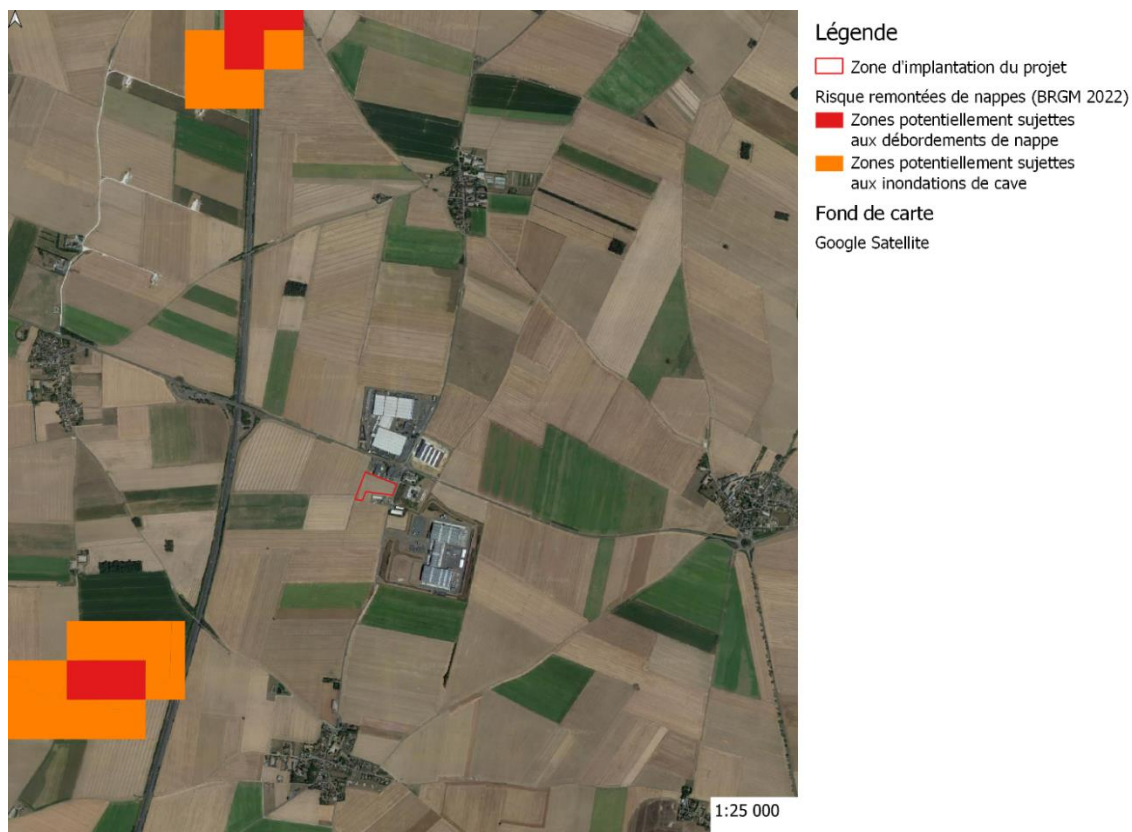 Légende
Zone d'implantation du projet
Risque remontées de nappes (BRGM 2022)
Zones potentiellement sujettes
aux débordements de nappe
Zones potentiellement sujettes
aux inondations de cave
Fond de carte
Google Satellite
1:25 000